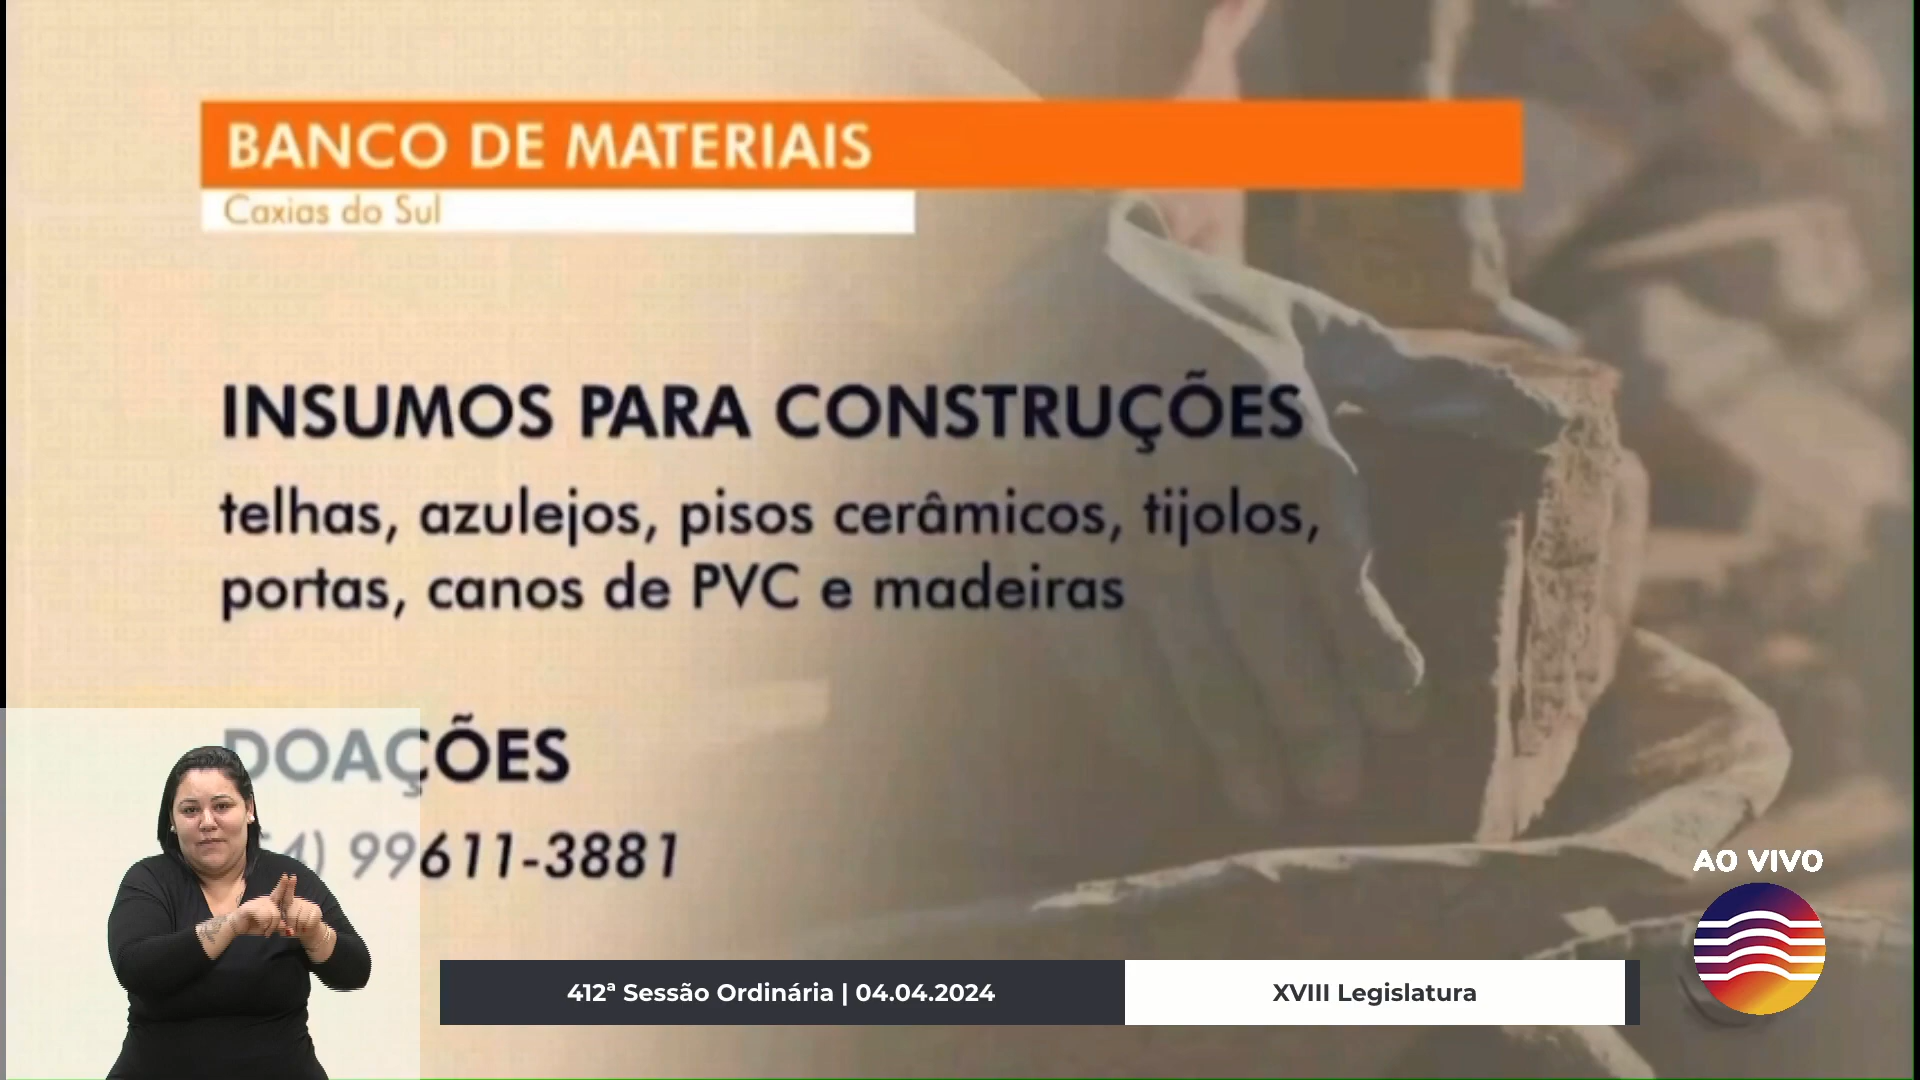 BANCO DE MATERIAIS
Caxias do Sul
INSUMOS PARA CONSTRUÇÕES
telhas, azulejos, pisos cerâmicos, tijolos,
portas, canos de PVC e madeiras
DOAÇÕES
99611-3881
AO VIVO
412ª Sessão Ordinária | 04.04.2024
XVIII Legislatura